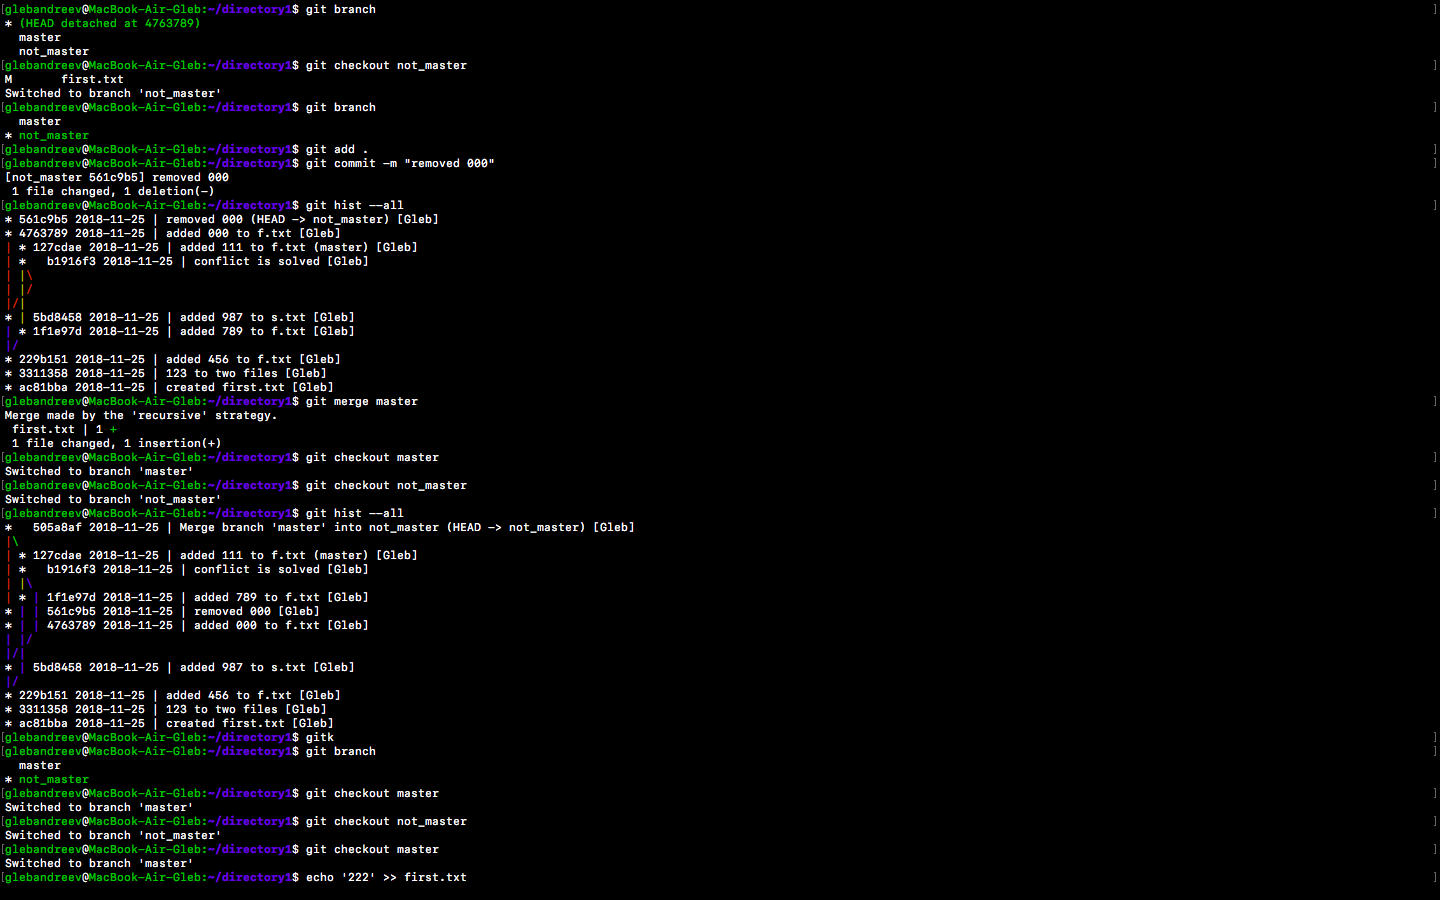 [glebandreev@MacBook-Air-Gleb:~/directory1$ git branch ]
* (HEAD detached at 4763789)
  master
  not_master
[glebandreev@MacBook-Air-Gleb:~/directory1$ git checkout not_master ]
M       first.txt
Switched to branch 'not_master'
[glebandreev@MacBook-Air-Gleb:~/directory1$ git branch ]
  master
* not_master
[glebandreev@MacBook-Air-Gleb:~/directory1$ git add . ]
[glebandreev@MacBook-Air-Gleb:~/directory1$ git commit -m "removed 000" ]
[not_master 561c9b5] removed 000
 1 file changed, 1 deletion(-)
[glebandreev@MacBook-Air-Gleb:~/directory1$ git hist --all ]
* 561c9b5 2018-11-25 | removed 000 (HEAD -> not_master) [Gleb]
* 4763789 2018-11-25 | added 000 to f.txt [Gleb]
| * 127cdae 2018-11-25 | added 111 to f.txt (master) [Gleb]
| *   b1916f3 2018-11-25 | conflict is solved [Gleb]
| |\
| |/
|/|
* | 5bd8458 2018-11-25 | added 987 to s.txt [Gleb]
| * 1f1e97d 2018-11-25 | added 789 to f.txt [Gleb]
|/
* 229b151 2018-11-25 | added 456 to f.txt [Gleb]
* 3311358 2018-11-25 | 123 to two files [Gleb]
* ac81bba 2018-11-25 | created first.txt [Gleb]
[glebandreev@MacBook-Air-Gleb:~/directory1$ git merge master ]
Merge made by the 'recursive' strategy.
 first.txt | 1 +
 1 file changed, 1 insertion(+)
[glebandreev@MacBook-Air-Gleb:~/directory1$ git checkout master ]
Switched to branch 'master'
[glebandreev@MacBook-Air-Gleb:~/directory1$ git checkout not_master ]
Switched to branch 'not_master'
[glebandreev@MacBook-Air-Gleb:~/directory1$ git hist --all ]
*   505a8af 2018-11-25 | Merge branch 'master' into not_master (HEAD -> not_master) [Gleb]
|\
| * 127cdae 2018-11-25 | added 111 to f.txt (master) [Gleb]
| *   b1916f3 2018-11-25 | conflict is solved [Gleb]
| |\
| * | 1f1e97d 2018-11-25 | added 789 to f.txt [Gleb]
* | | 561c9b5 2018-11-25 | removed 000 [Gleb]
* | | 4763789 2018-11-25 | added 000 to f.txt [Gleb]
| |/
|/|
* | 5bd8458 2018-11-25 | added 987 to s.txt [Gleb]
|/
* 229b151 2018-11-25 | added 456 to f.txt [Gleb]
* 3311358 2018-11-25 | 123 to two files [Gleb]
* ac81bba 2018-11-25 | created first.txt [Gleb]
[glebandreev@MacBook-Air-Gleb:~/directory1$ gitk ]
[glebandreev@MacBook-Air-Gleb:~/directory1$ git branch ]
  master
* not_master
[glebandreev@MacBook-Air-Gleb:~/directory1$ git checkout master ]
Switched to branch 'master'
[glebandreev@MacBook-Air-Gleb:~/directory1$ git checkout not_master ]
Switched to branch 'not_master'
[glebandreev@MacBook-Air-Gleb:~/directory1$ git checkout master ]
Switched to branch 'master'
[glebandreev@MacBook-Air-Gleb:~/directory1$ echo '222' >> first.txt ]